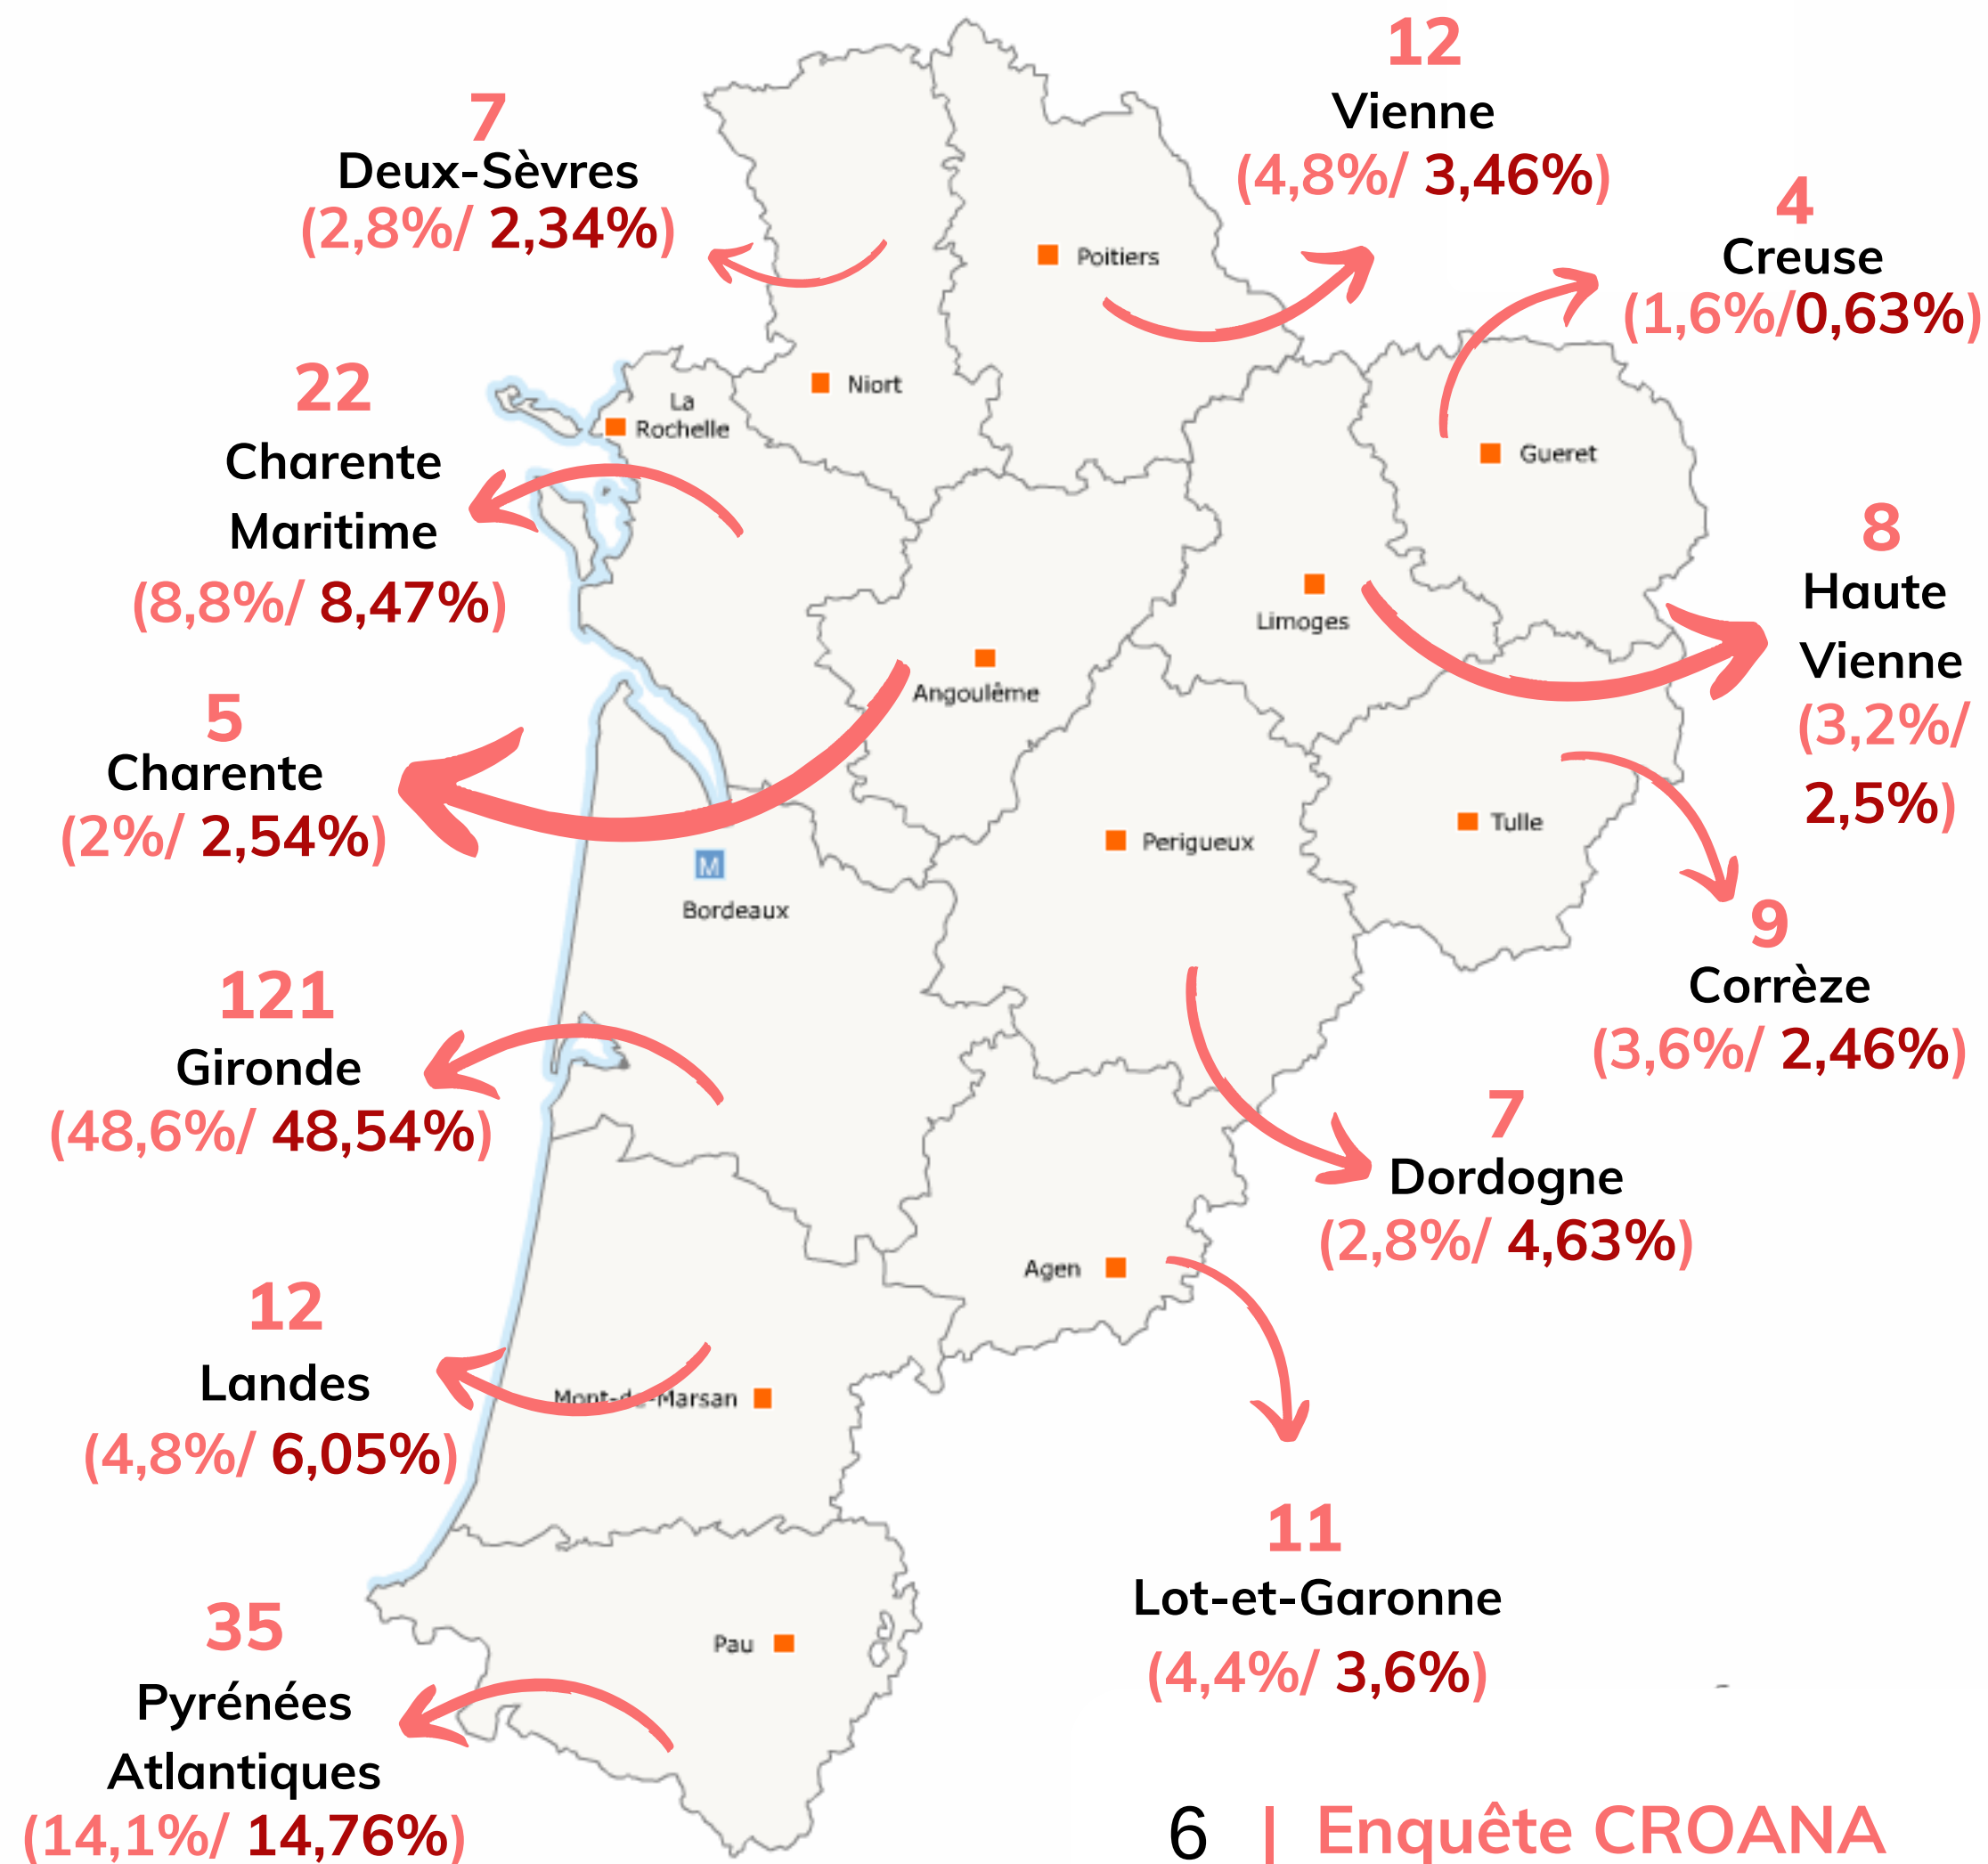 12
Vienne
(4,8%/ 3,46%)
7
Deux-Sèvres
(2,8%/ 2,34%)
4
Creuse
(1,6%/0,63%)
Poitiers
Niort
La
Rochelle
Gueret
22
Charente
Maritime
(8,8%/ 8,47%)
8
Haute
Vienne
(3,2%/
2,5%)
Limoges
Angoulême
5
Charente
(2%/ 2,54%)
Perigueux
Tulle
M
Bordeaux
9
Corrèze
(3,6%/ 2,46%)
121
Gironde
(48,6%/ 48,54%)
7
Dordogne
(2,8%/ 4,63%)
Agen
12
Landes
(4,8%/ 6,05%)
Mont-de-Marsan
11
Lot-et-Garonne
(4,4%/ 3,6%)
35
Pyrénées
Atlantiques
(14,1%/ 14,76%)
Pau
6 | Enquête CROANA